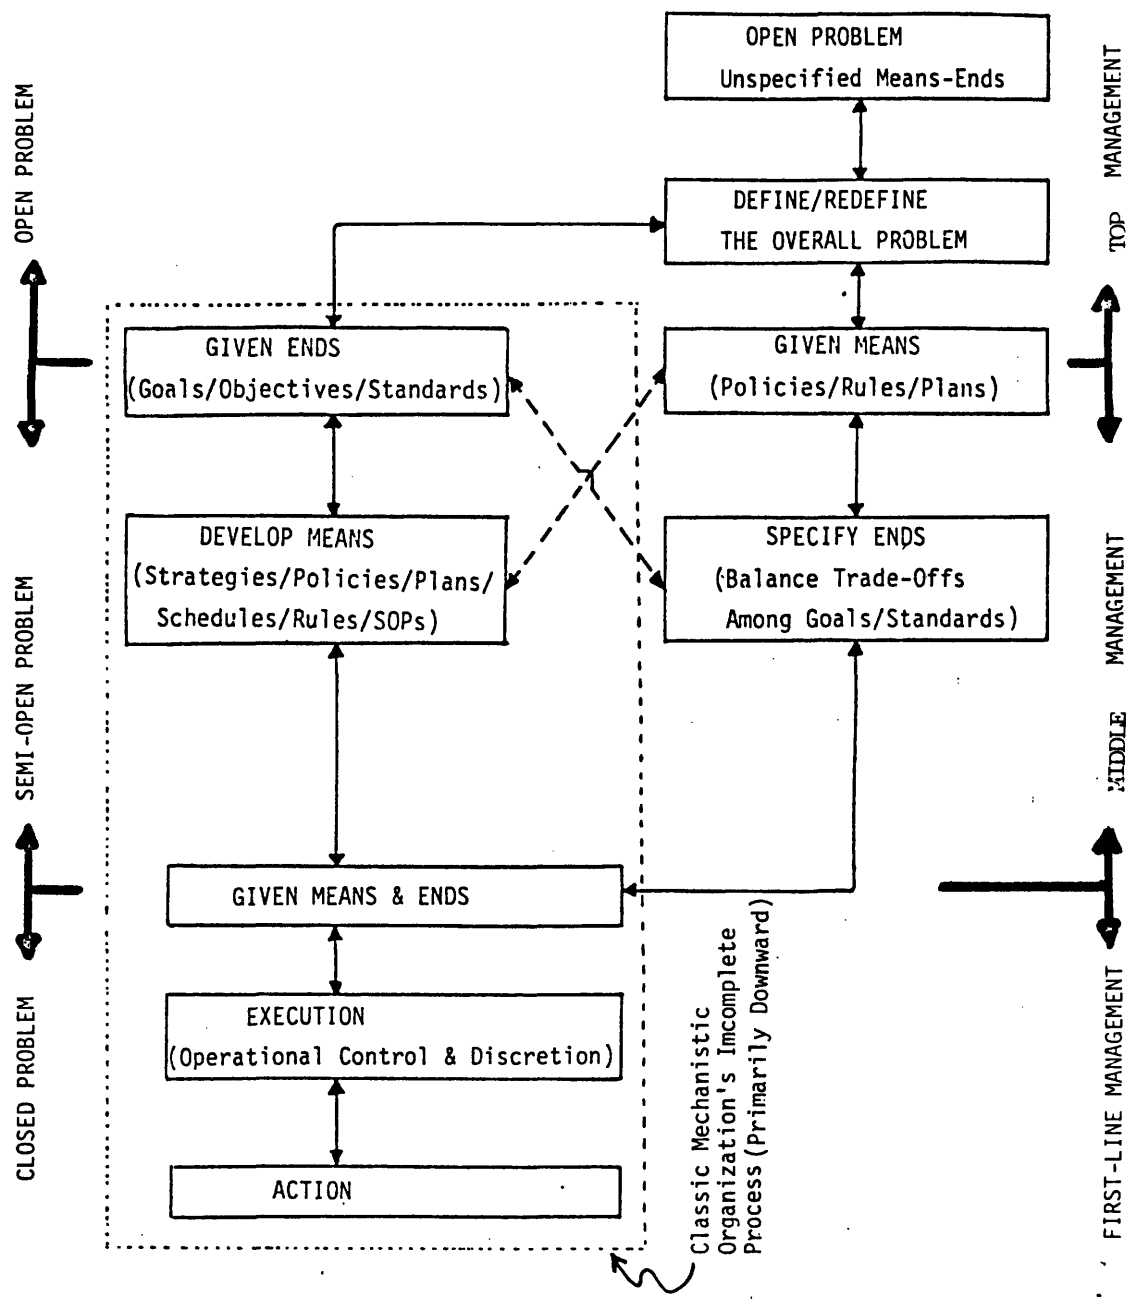 OPEN PROBLEM
Unspecified Means-Ends
DEFINE/REDEFINE
THE OVERALL PROBLEM
GIVEN ENDS
(Goals/Objectives/Standards)
GIVEN MEANS
(Policies/Rules/Plans)
DEVELOP MEANS
(Strategies/Policies/Plans/
Schedules/Rules/SOPs)
SPECIFY ENDS
(Balance Trade-Offs
Among Goals/Standards)
GIVEN MEANS & ENDS
EXECUTION
(Operational Control & Discretion)
ACTION
Classic Mechanistic
Organization's Imcomplete
Process (Primarily Downward)
OPEN PROBLEM
SEMI-OPEN PROBLEM
CLOSED PROBLEM
TOP MANAGEMENT
MIDDLE MANAGEMENT
FIRST-LINE MANAGEMENT